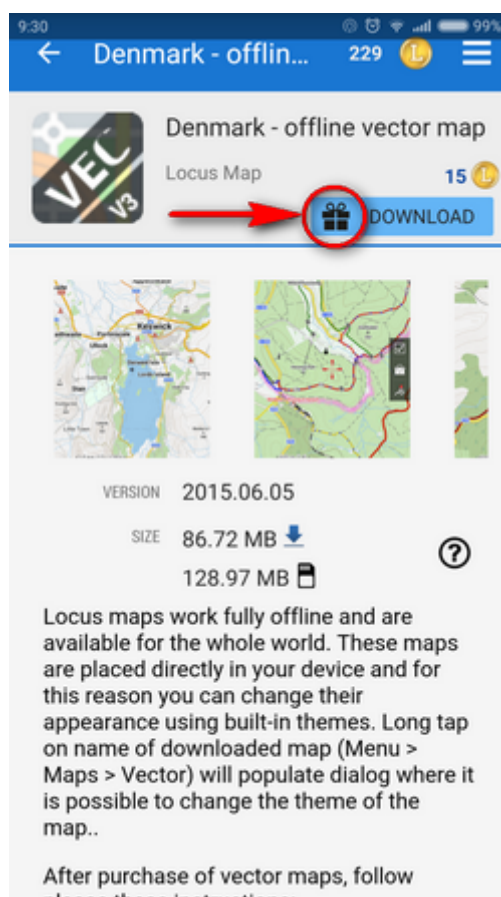 9:30
99%
Denmark - offlin... 229 L
VEC
V3
Denmark - offline vector map
Locus Map
15 L
DOWNLOAD
Keswick
VERSION 2015.06.05
SIZE 86.72 MB
128.97 MB
?
Locus maps work fully offline and are
available for the whole world. These maps
are placed directly in your device and for
this reason you can change their
appearance using built-in themes. Long tap
on name of downloaded map (Menu >
Maps > Vector) will populate dialog where it
is possible to change the theme of the
map..
After purchase of vector maps, follow